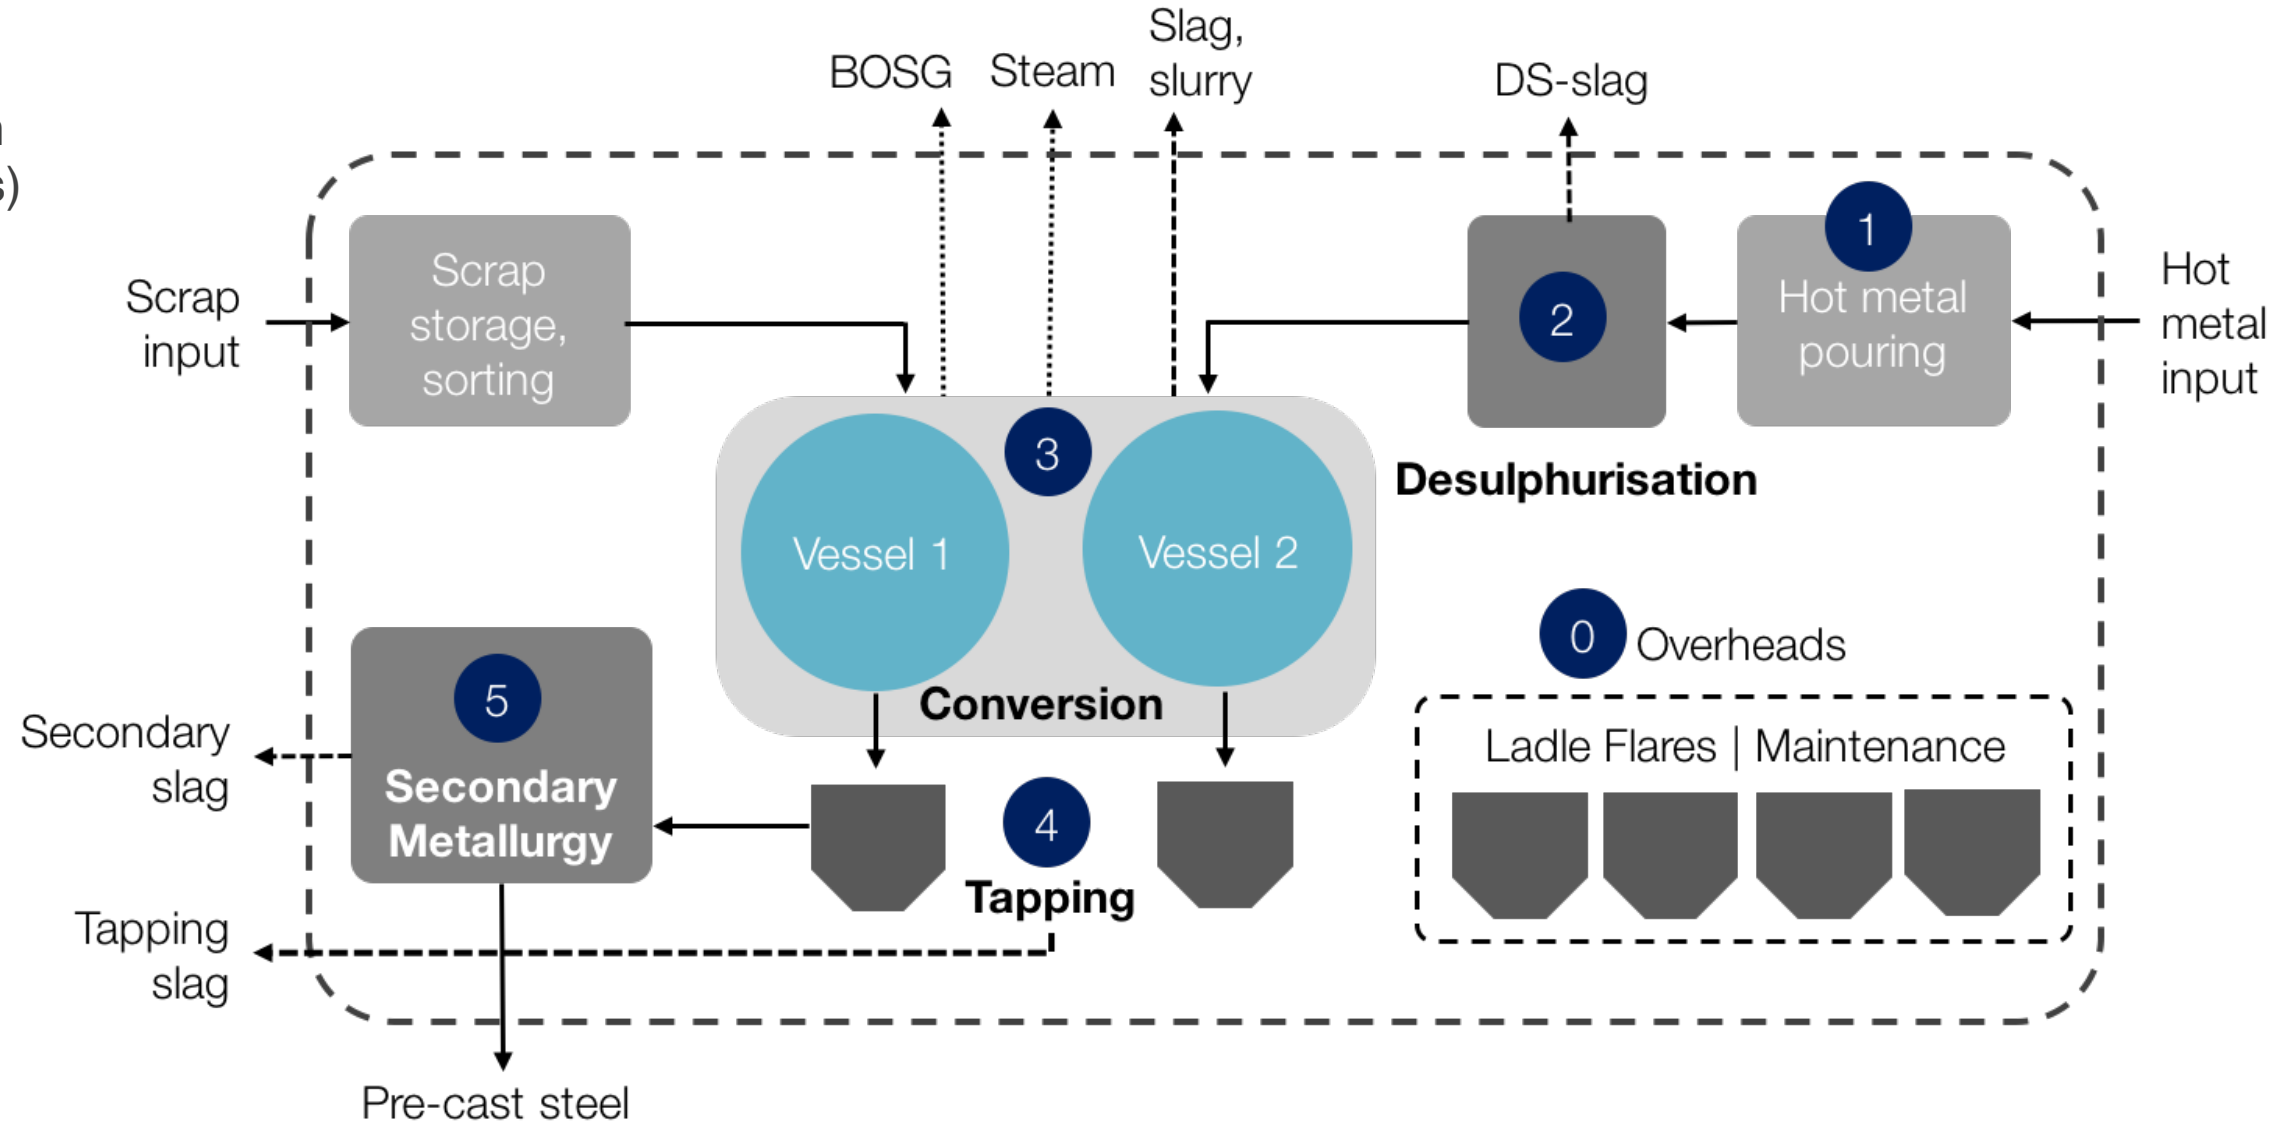 BOSG
Steam
Slag,
slurry
DS-slag
s)
Scrap
input
Scrap
storage,
sorting
1
Hot metal
pouring
2
Hot
metal
input
3
Desulphurisation
Vessel 1
Vessel 2
Conversion
0
Overheads
Ladle Flares | Maintenance
5
Secondary
Metallurgy
Secondary
slag
4
Tapping
Tapping
slag
Pre-cast steel